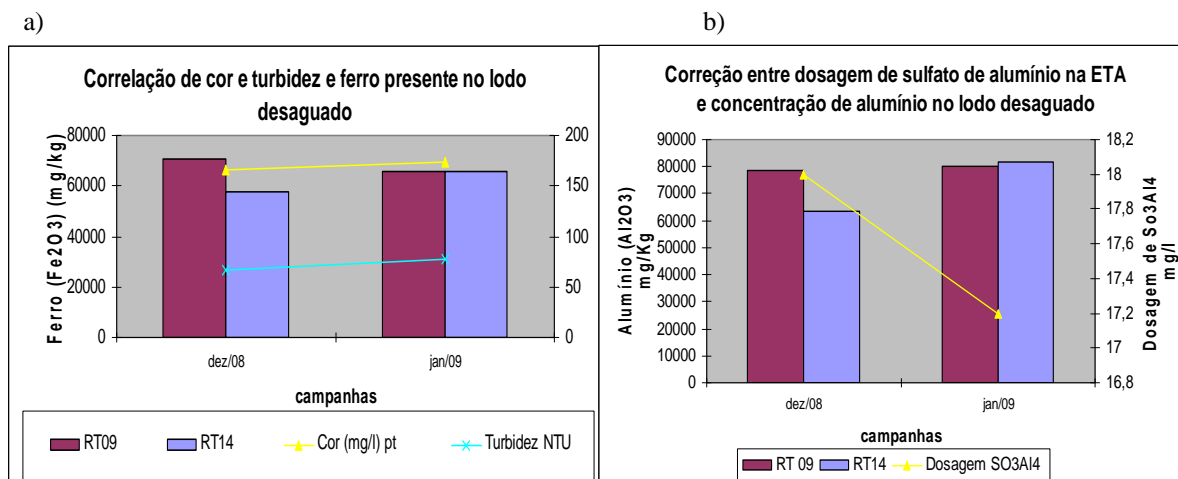 a)
b)
Correlação de cor e turbidez e ferro presente no lodo
desaguado
Ferro (Fe2O3) (mg/kg)
80000
60000
40000
20000
0
200
150
100
50
0
dez/08
jan/09
campanhas
RT09
RT14
Cor (mg/l) pt
Turbidez NTU
Correção entre dosagem de sulfato de alumínio na ETA
e concentração de alumínio no lodo desaguado
Alumínio (Al2O3)
mg/Kg
90000
80000
70000
60000
50000
40000
30000
20000
10000
0
18,2
18
17,8
17,6
17,4
17,2
17
16,8
Dosagem de So3Al4
mg/l
dez/08
jan/09
campanhas
RT 09
RT14
Dosagem SO3Al4